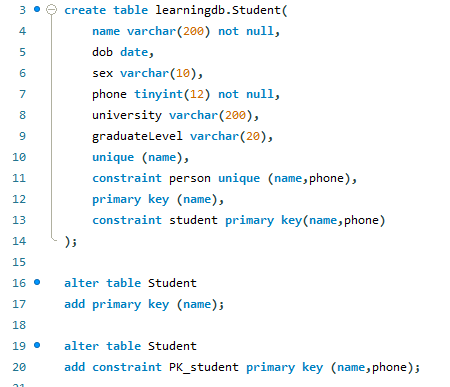 3 create table learningdb.Student(
4 name varchar(200) not null,
5 dob date,
6 sex varchar(10),
7 phone tinyint(12) not null,
8 university varchar(200),
9 graduateLevel varchar(20),
10 unique (name),
11 constraint person unique (name,phone),
12 primary key (name),
13 constraint student primary key(name,phone)
14 );
15
16 alter table Student
17 add primary key (name);
18
19 alter table Student
20 add constraint PK_student primary key (name,phone);